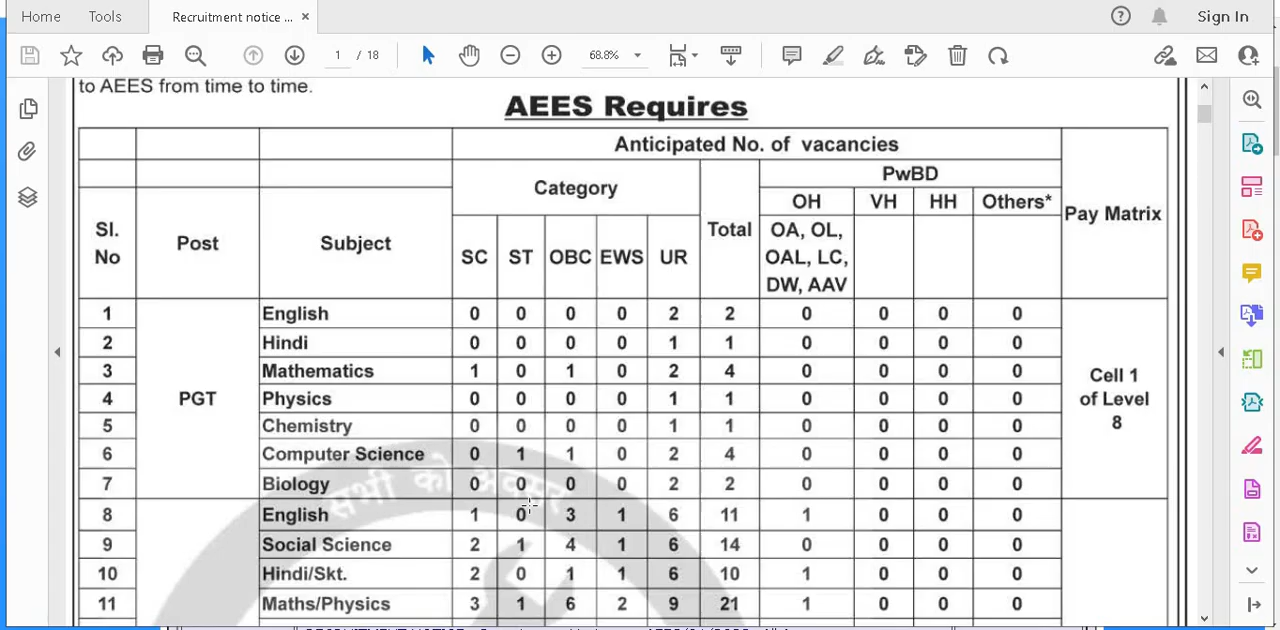 Home Tools Recruitment notice ... × Sign In
1 / 18 68.8%
to AEES from time to time.
AEES Requires
Anticipated No. of vacancies
Category PwBD
OH VH HH Others*
Sl. No Post Subject SC ST OBC EWS UR Total OA, OL, OAL, LC, DW, AAV Pay Matrix
1 English 0 0 0 0 2 2 0 0 0 0
2 Hindi 0 0 0 0 1 1 0 0 0 0
3 Mathematics 1 0 1 0 2 4 0 0 0 0
4 PGT Physics 0 0 0 0 1 1 0 0 0 0 Cell 1 of Level 8
5 Chemistry 0 0 0 0 1 1 0 0 0 0
6 Computer Science 0 1 1 0 2 4 0 0 0 0
7 Biology 0 0 0 0 2 2 0 0 0 0
सभी को अवसर
8 English 1 0 3 1 6 11 1 0 0 0
9 Social Science 2 1 4 1 6 14 0 0 0 0
10 Hindi/Skt. 2 0 1 1 6 10 1 0 0 0
11 Maths/Physics 3 1 6 2 9 21 1 0 0 0